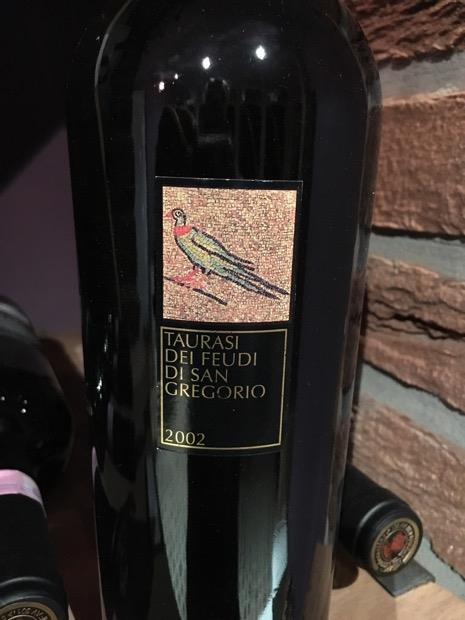 TAURASI
DEI FEUDI
DI SAN
GREGORIO
2002